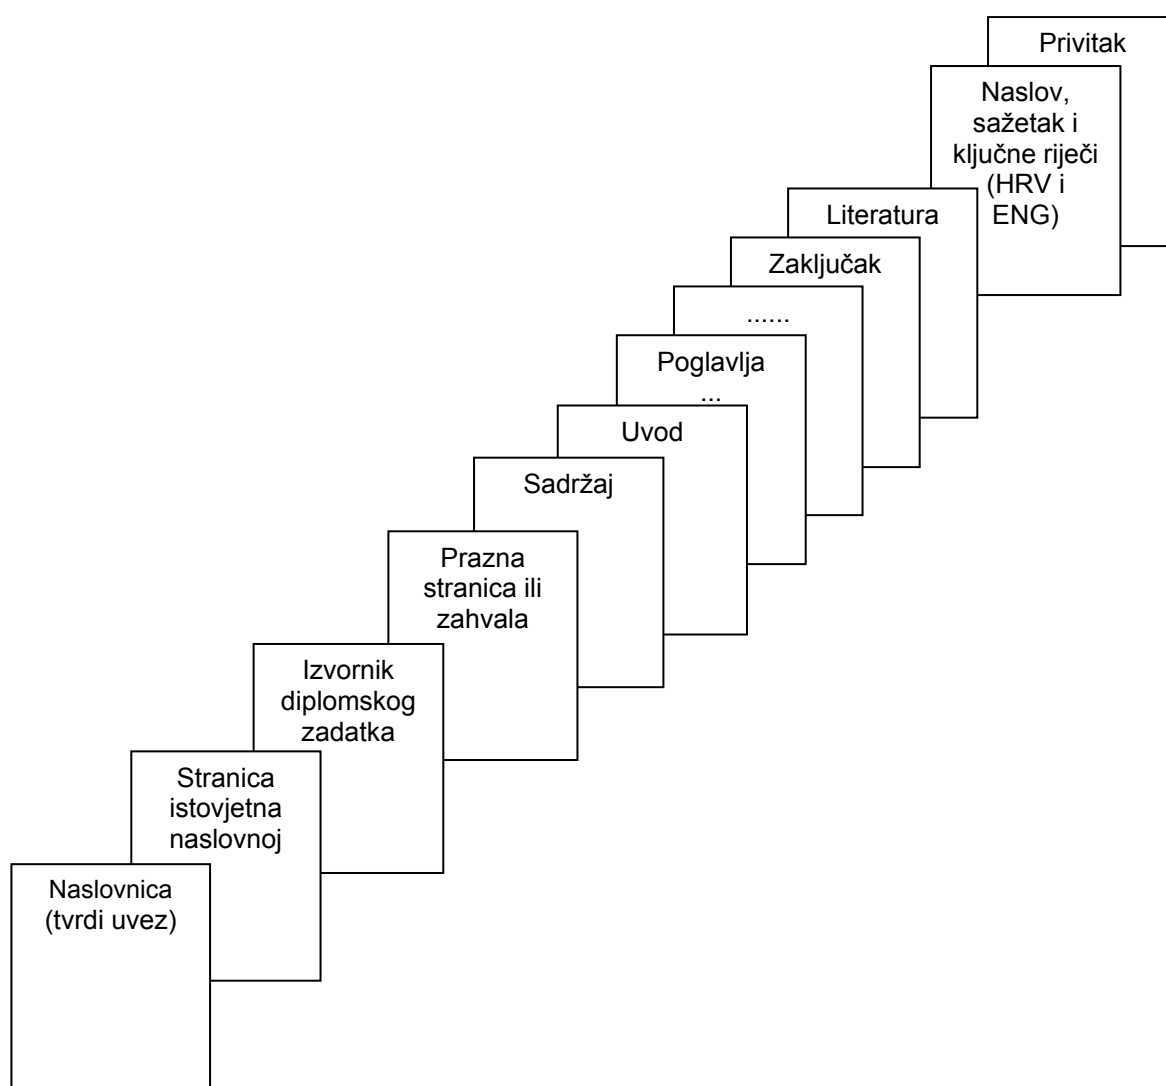 Privitak
Naslov,
sažetak i
ključne riječi
(HRV i
ENG)
Literatura
Zaključak
......
Poglavlja
...
Uvod
Sadržaj
Prazna
stranica ili
zahvala
Izvornik
diplomskog
zadatka
Stranica
istovjetna
naslovnoj
Naslovnica
(tvrdi uvez)